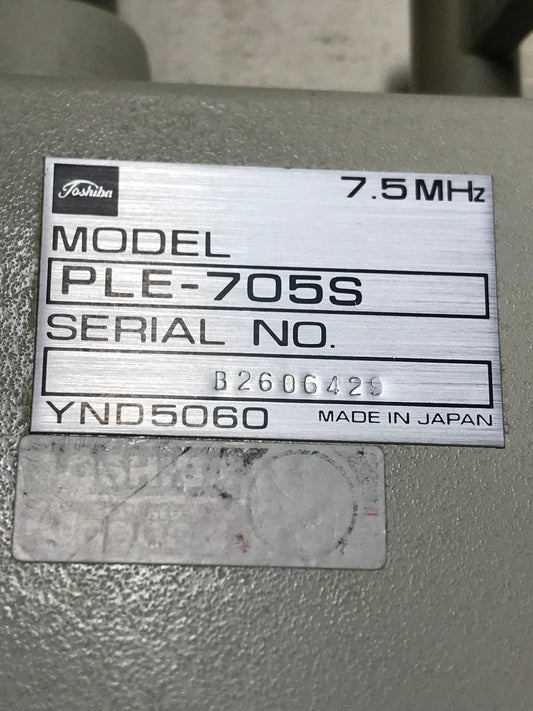 Toshiba
7.5MHz
MODEL
PLE-705S
SERIAL NO.
B2606429
YND5060
MADE IN JAPAN